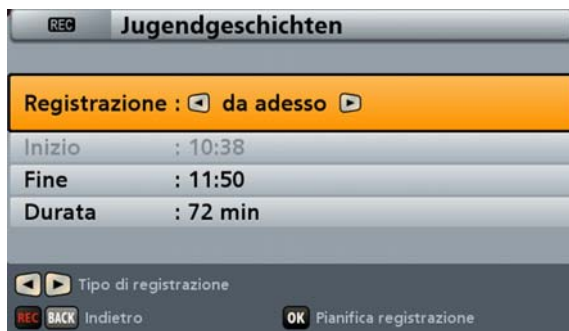 REC Jugendgeschichten
Registrazione : da adesso
Inizio : 10:38
Fine : 11:50
Durata : 72 min
Tipo di registrazione
REC BACK Indietro OK Pianifica registrazione